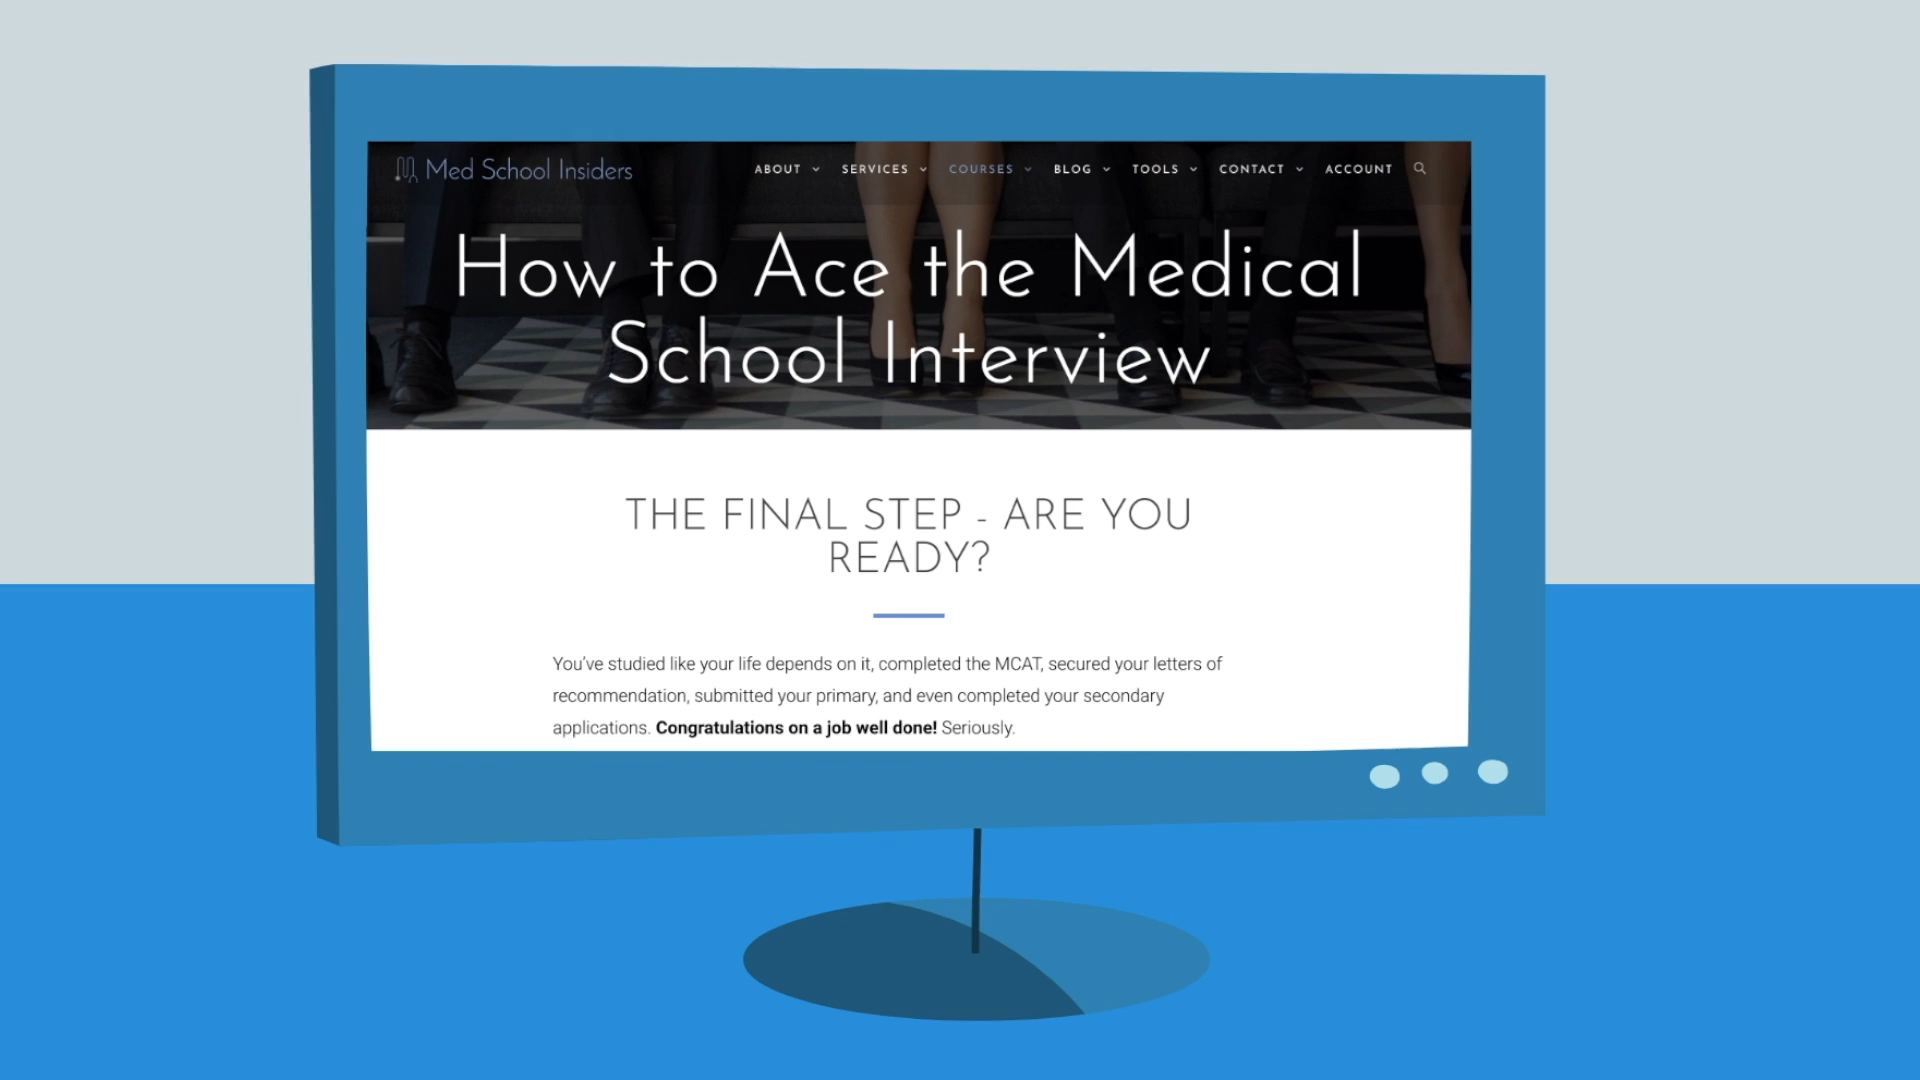 Med School Insiders
ABOUT SERVICES COURSES BLOG TOOLS CONTACT ACCOUNT
How to Ace the Medical
School Interview
THE FINAL STEP - ARE YOU
READY?
You've studied like your life depends on it, completed the MCAT, secured your letters of
recommendation, submitted your primary, and even completed your secondary
applications. Congratulations on a job well done! Seriously.